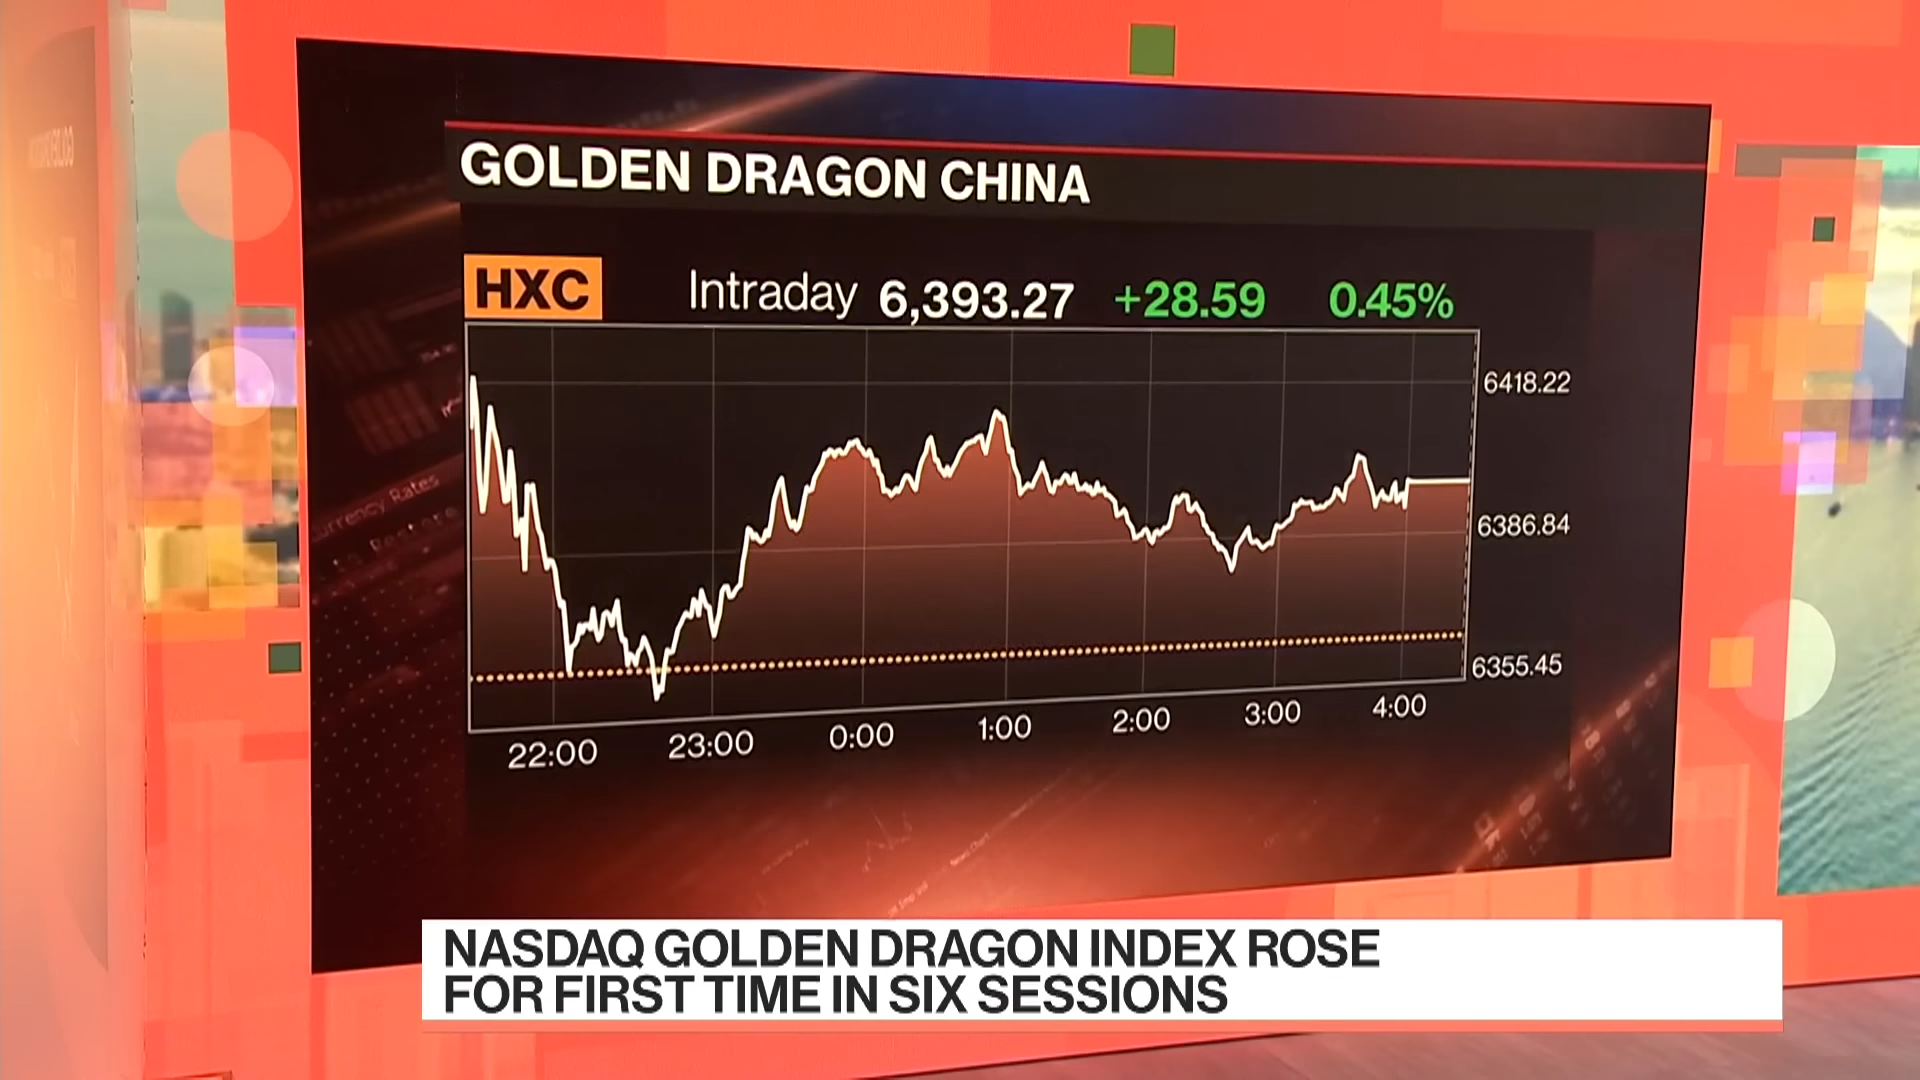 GOLDEN DRAGON CHINA
HXC Intraday 6,393.27 +28.59 0.45%
6418.22
6386.84
6355.45
22:00 23:00 0:00 1:00 2:00 3:00 4:00
Currency Rates
NASDAQ GOLDEN DRAGON INDEX ROSE
FOR FIRST TIME IN SIX SESSIONS